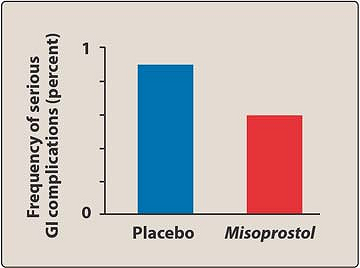 Frequency of serious
GI complications (percent)
1
0
Placebo
Misoprostol